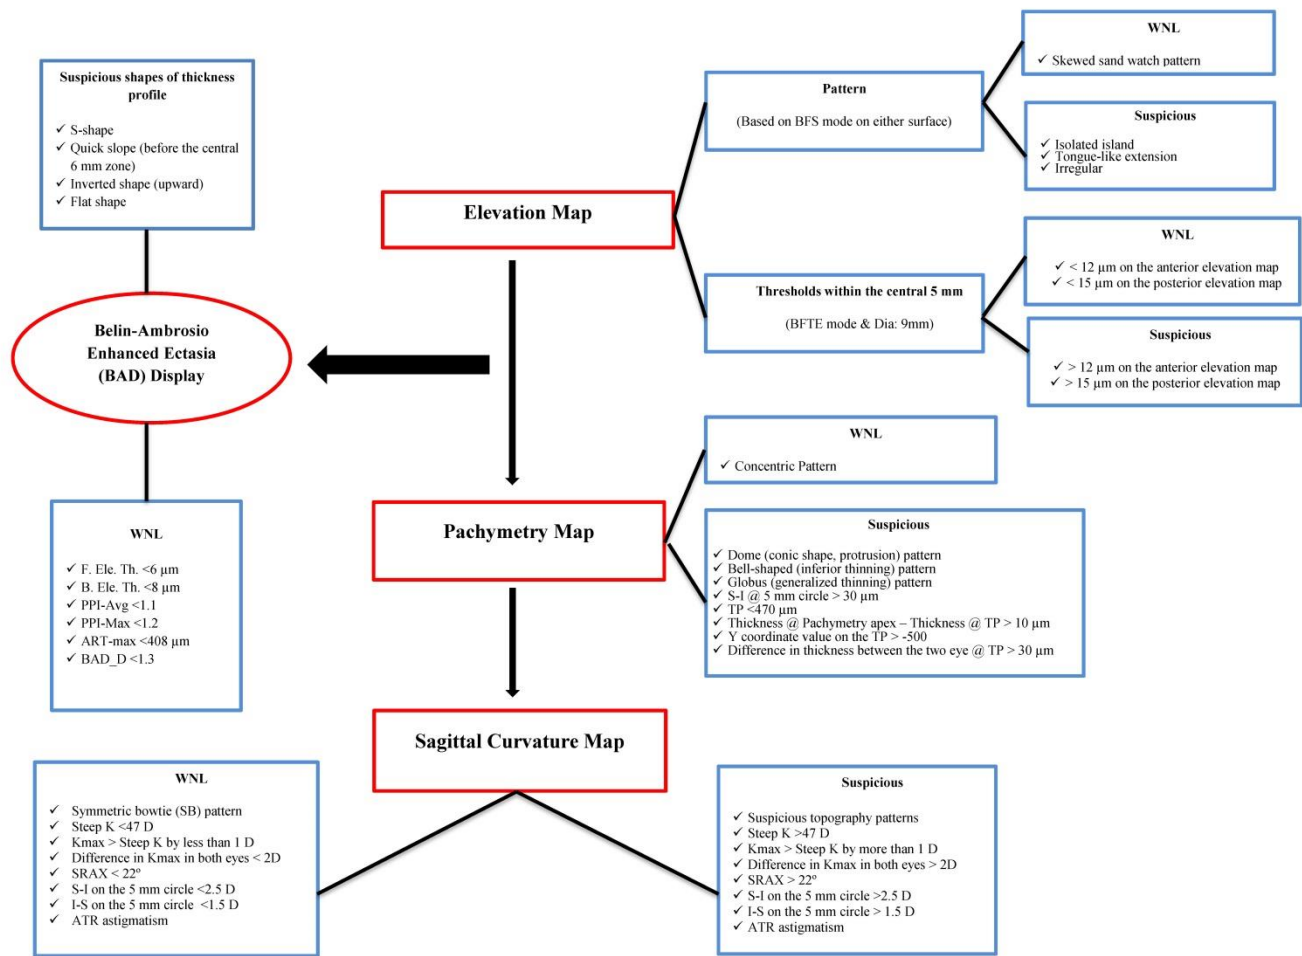 Suspicious shapes of thickness
profile
✓ S-shape
✓ Quick slope (before the central
6 mm zone)
✓ Inverted shape (upward)
✓ Flat shape
Belin-Ambrosio
Enhanced Ectasia
(BAD) Display
WNL
✓ F. Ele. Th. <6 µm
✓ B. Ele. Th. <8 µm
✓ PPI-Avg <1.1
✓ PPI-Max <1.2
✓ ART-max <408 µm
✓ BAD_D <1.3
Elevation Map
Pattern
(Based on BFS mode on either surface)
WNL
✓ Skewed sand watch pattern
Suspicious
✓ Isolated island
✓ Tongue-like extension
✓ Irregular
Thresholds within the central 5 mm
(BFTE mode & Dia: 9mm)
WNL
✓ < 12 µm on the anterior elevation map
✓ < 15 µm on the posterior elevation map
Suspicious
✓ > 12 µm on the anterior elevation map
✓ > 15 µm on the posterior elevation map
Pachymetry Map
WNL
✓ Concentric Pattern
Suspicious
✓ Dome (conic shape, protrusion) pattern
✓ Bell-shaped (inferior thinning) pattern
✓ Globus (generalized thinning) pattern
✓ S-I @ 5 mm circle > 30 µm
✓ TP <470 µm
✓ Thickness @ Pachymetry apex – Thickness @ TP > 10 µm
✓ Y coordinate value on the TP > -500
✓ Difference in thickness between the two eye @ TP > 30 µm
Sagittal Curvature Map
WNL
✓ Symmetric bowtie (SB) pattern
✓ Steep K <47 D
✓ Kmax > Steep K by less than 1 D
✓ Difference in Kmax in both eyes < 2D
✓ SRAX < 22º
✓ S-I on the 5 mm circle <2.5 D
✓ I-S on the 5 mm circle <1.5 D
✓ ATR astigmatism
Suspicious
✓ Suspicious topography patterns
✓ Steep K >47 D
✓ Kmax > Steep K by more than 1 D
✓ Difference in Kmax in both eyes > 2D
✓ SRAX > 22º
✓ S-I on the 5 mm circle >2.5 D
✓ I-S on the 5 mm circle > 1.5 D
✓ ATR astigmatism